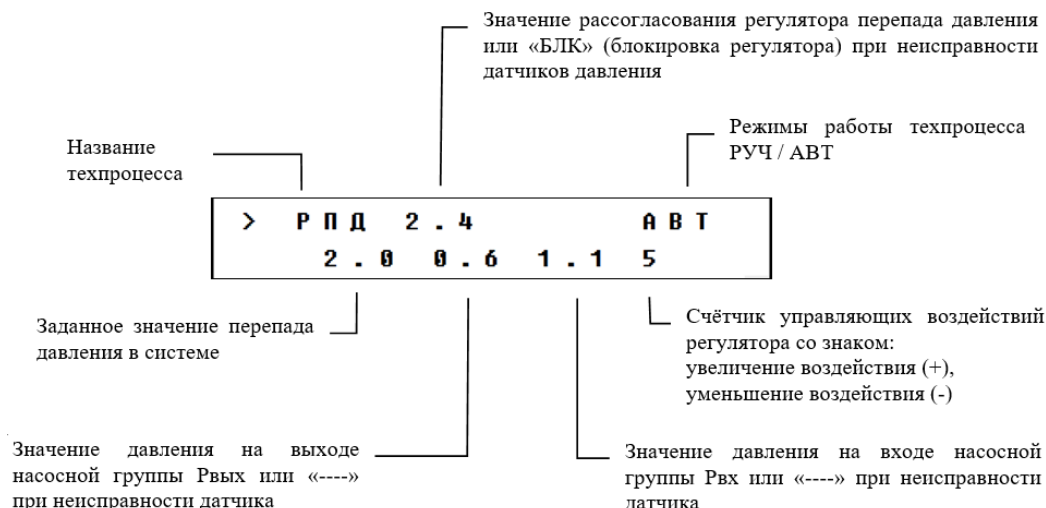 Значение рассогласования регулятора перепада давления
или «БЛК» (блокировка регулятора) при неисправности
датчиков давления
Режимы работы техпроцесса
РУЧ / АВТ
Название
техпроцесса
> РПД 2.4 АВТ
2.0 0.6 1.1 5
Заданное значение перепада
давления в системе
Счётчик управляющих воздействий
регулятора со знаком:
увеличение воздействия (+),
уменьшение воздействия (-)
Значение давления на выходе
насосной группы Рвых или «----»
при неисправности датчика
Значение давления на входе насосной
группы Рвх или «----» при неисправности
датчика